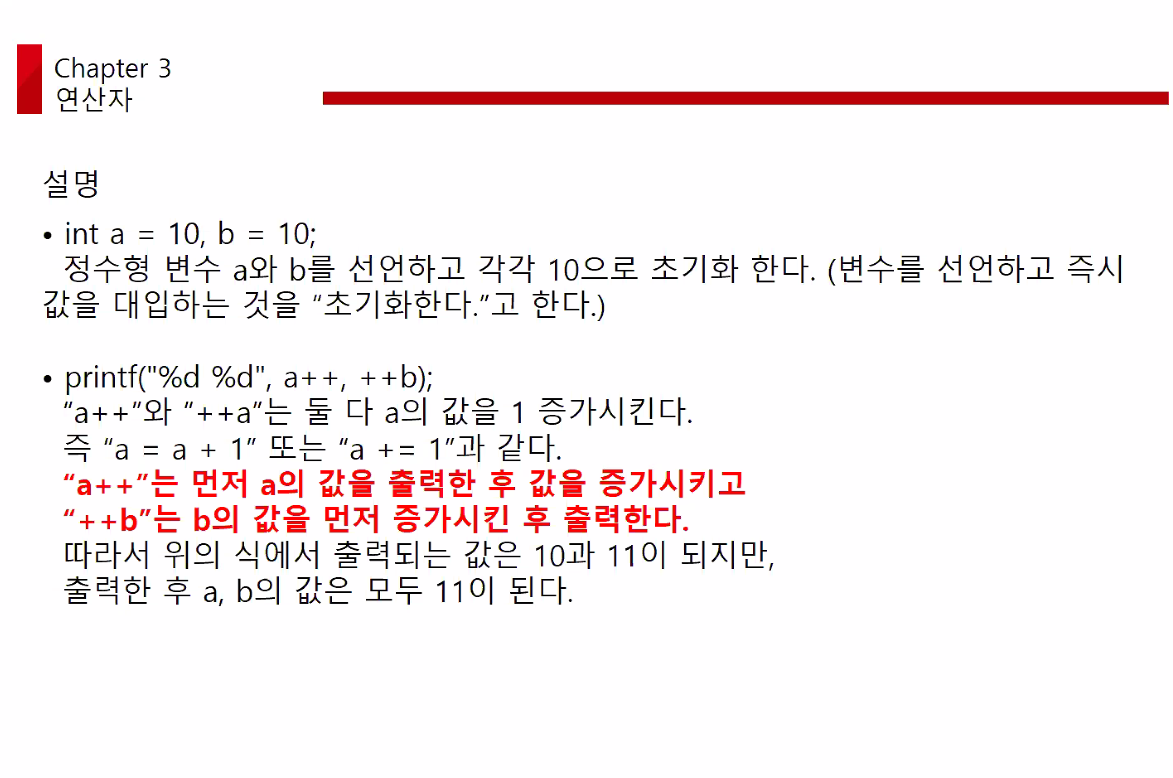 Chapter 3
연산자
설명
• int a = 10, b = 10;
정수형 변수 a와 b를 선언하고 각각 10으로 초기화 한다. (변수를 선언하고 즉시
값을 대입하는 것을 “초기화한다.”고 한다.)
• printf("%d %d", a++, ++b);
“a++”와 ”++a”는 둘 다 a의 값을 1 증가시킨다.
즉 “a = a + 1” 또는 “a += 1”과 같다.
“a++”는 먼저 a의 값을 출력한 후 값을 증가시키고
“++b”는 b의 값을 먼저 증가시킨 후 출력한다.
따라서 위의 식에서 출력되는 값은 10과 11이 되지만,
출력한 후 a, b의 값은 모두 11이 된다.